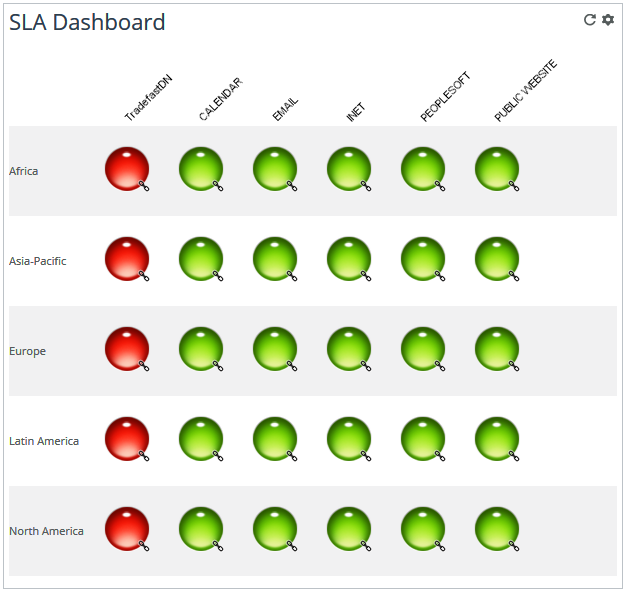 SLA Dashboard
TradefastDN
CALENDAR
EMAIL
INET
PEOPLESOFT
PUBLIC WEBSITE
Africa
Asia-Pacific
Europe
Latin America
North America